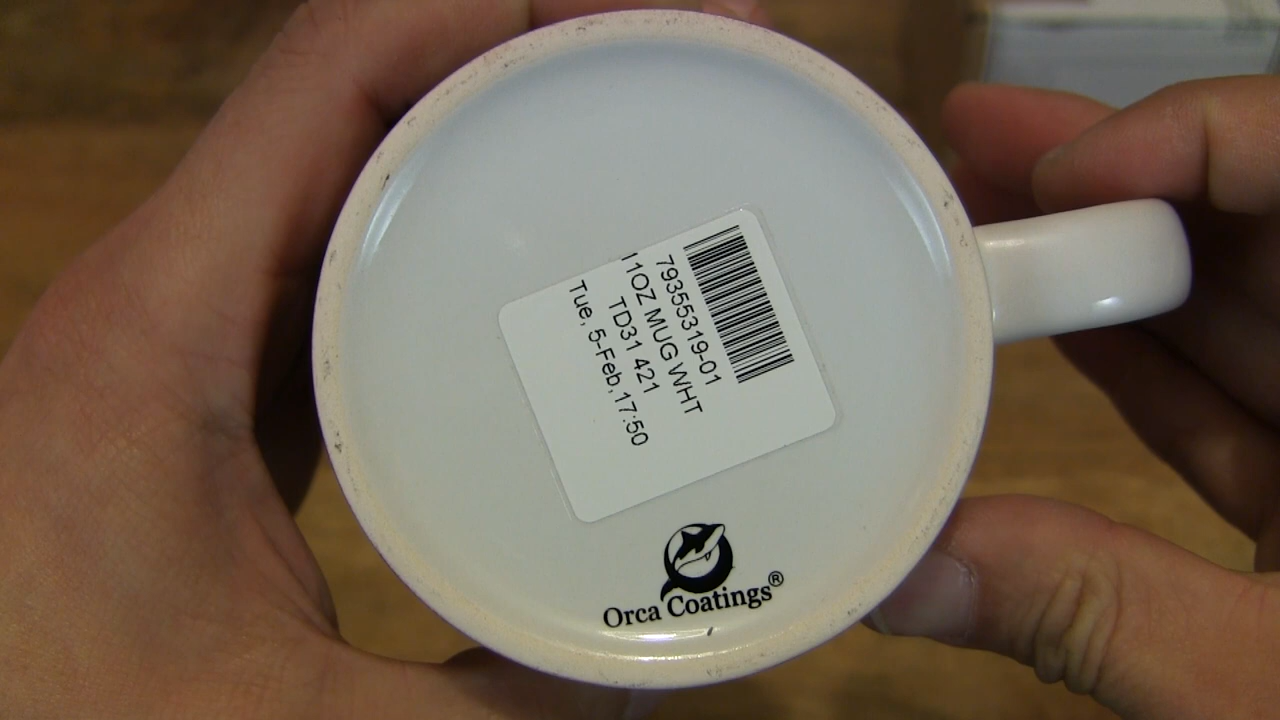 79355319-01
11OZ MUG WHT
TD31 421
Tue, 5-Feb,17:50
Orca Coatings®